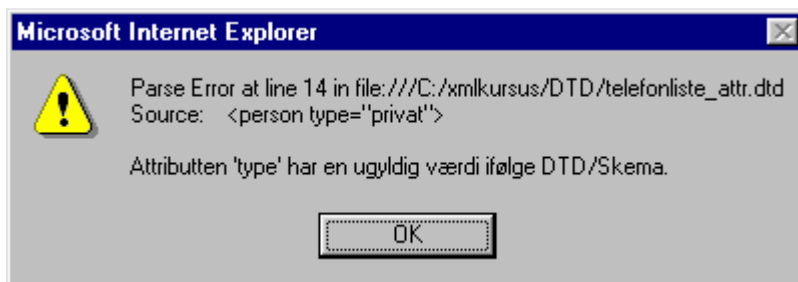 Microsoft Internet Explorer
Parse Error at line 14 in file:///C:/xmlkursus/DTD/telefonliste_attr.dtd
Source: <person type="privat">
Attributten 'type' har en ugyldig værdi ifølge DTD/Skema.
OK